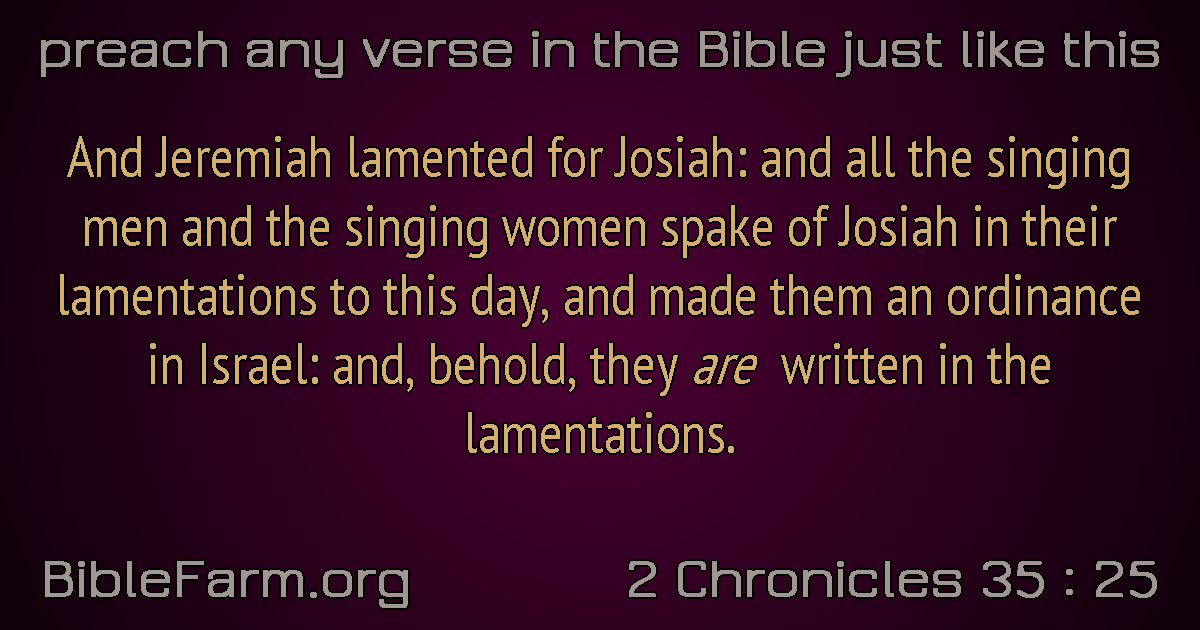 preach any verse in the Bible just like this
And Jeremiah lamented for Josiah: and all the singing
men and the singing women spake of Josiah in their
lamentations to this day, and made them an ordinance
in Israel: and, behold, they are written in the
lamentations.
BibleFarm.org
2 Chronicles 35 : 25